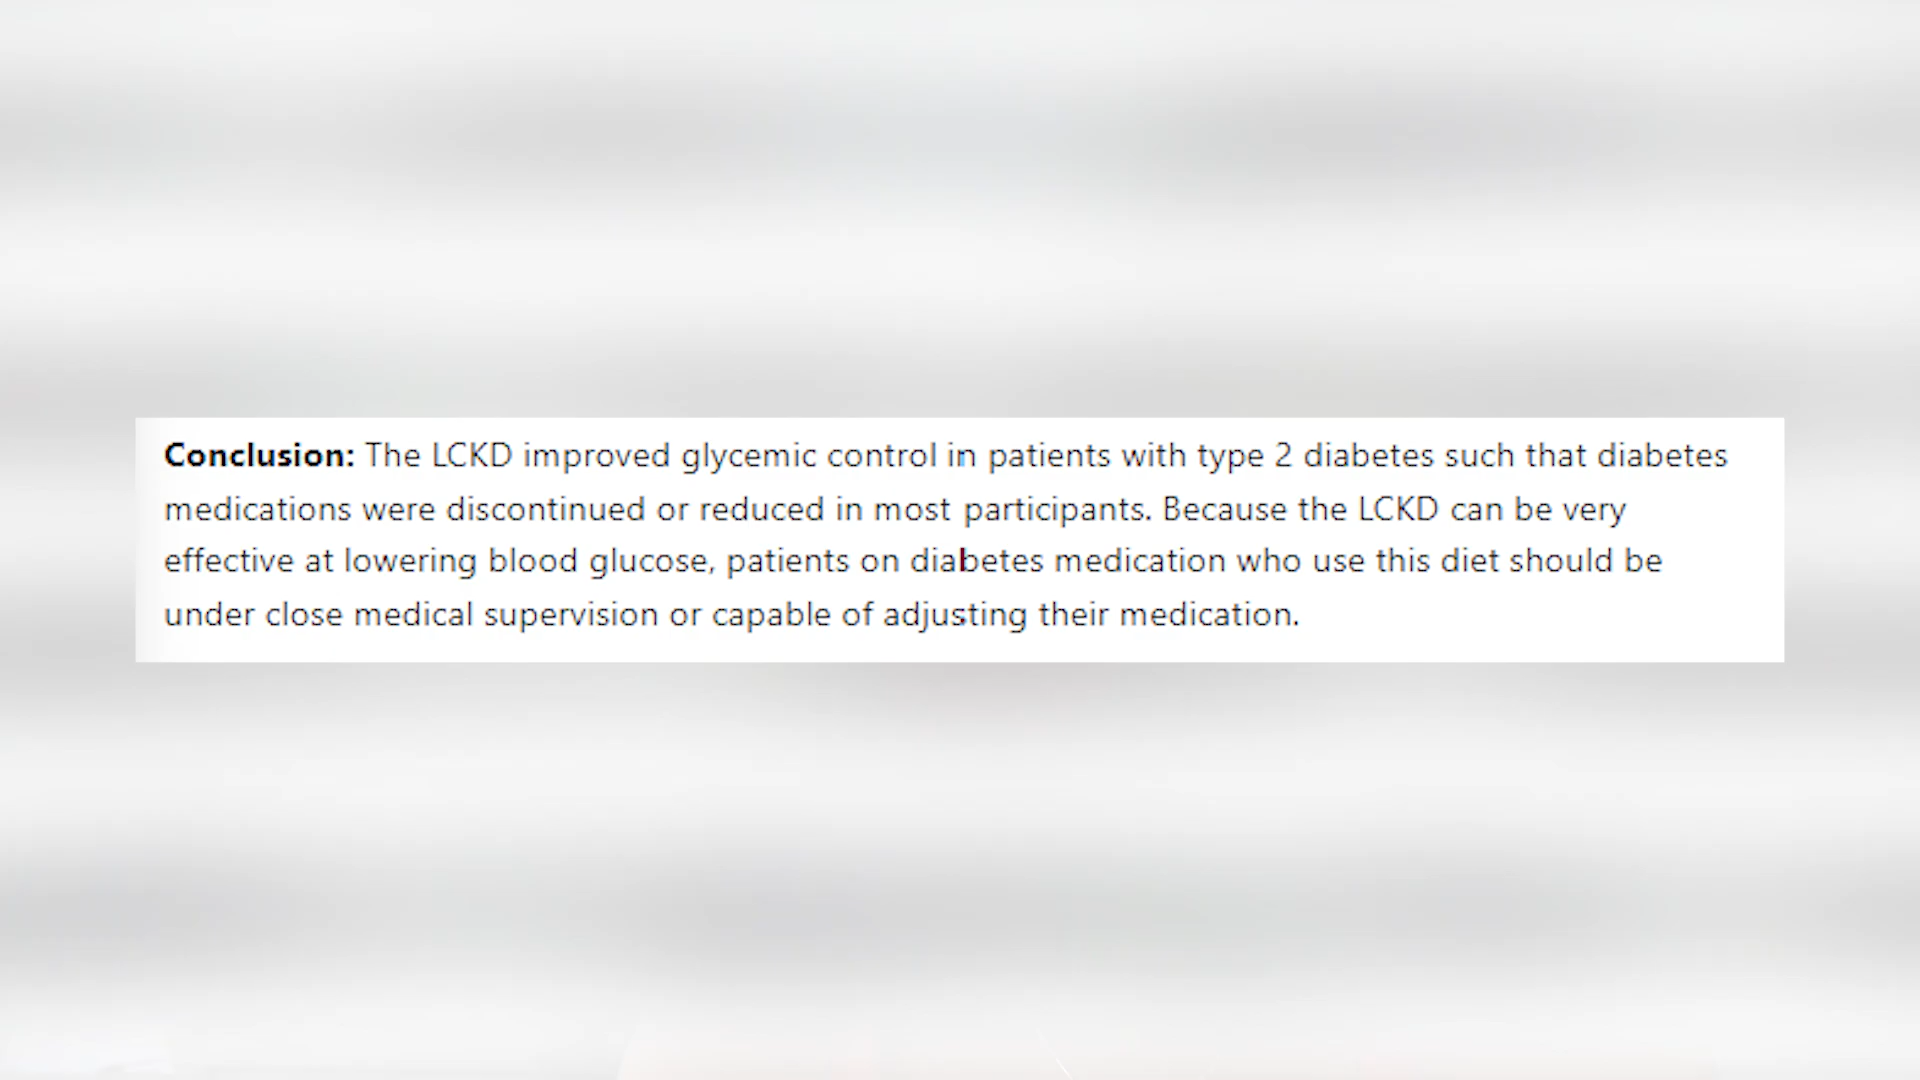 Conclusion: The LCKD improved glycemic control in patients with type 2 diabetes such that diabetes
medications were discontinued or reduced in most participants. Because the LCKD can be very
effective at lowering blood glucose, patients on diabetes medication who use this diet should be
under close medical supervision or capable of adjusting their medication.